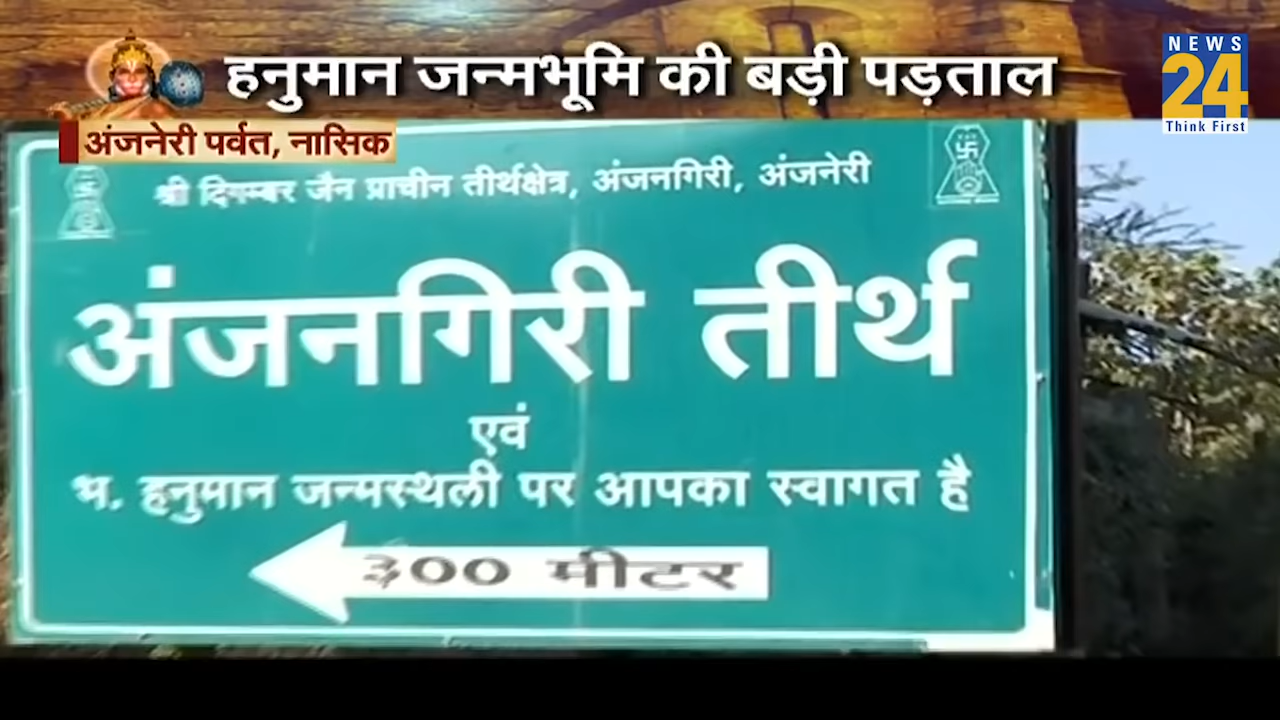 हनुमान जन्मभूमि की बड़ी पड़ताल
NEWS
24
Think First
अंजनेरी पर्वत, नासिक
श्री दिगम्बर जैन प्राचीन तीर्थक्षेत्र, अंजनगिरी, अंजनेरी
अंजनगिरी तीर्थ
एवं
भ. हनुमान जन्मस्थली पर आपका स्वागत है
३०० मीटर